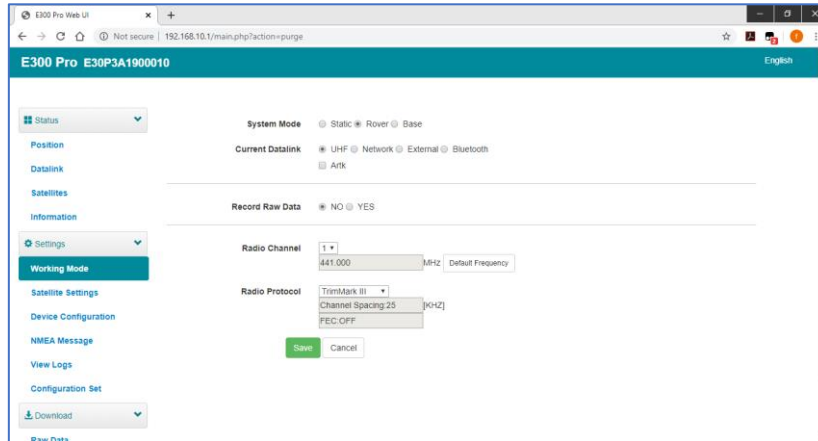 E300 Pro Web UI
Not secure | 192.168.10.1/main.php?action=purge
E300 Pro E30P3A1900010
English
Status
Position
Datalink
Satellites
Information
Settings
Working Mode
Satellite Settings
Device Configuration
NMEA Message
View Logs
Configuration Set
Download
Raw Data
System Mode Static Rover Base
Current Datalink UHF Network External Bluetooth
Artk
Record Raw Data NO YES
Radio Channel 1
441.000 MHz Default Frequency
Radio Protocol TrimMark III
Channel Spacing:25 [KHZ]
FEC:OFF
Save Cancel